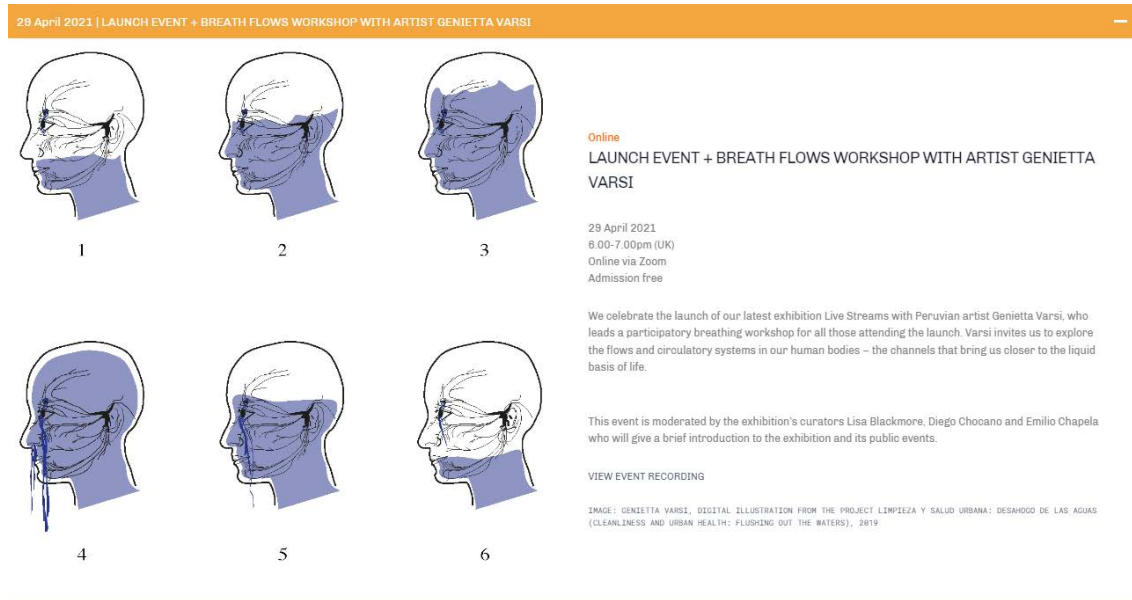 29 April 2021 | LAUNCH EVENT + BREATH FLOWS WORKSHOP WITH ARTIST GENIETTA VARSI
1
2
3
4
5
6
Online
LAUNCH EVENT + BREATH FLOWS WORKSHOP WITH ARTIST GENIETTA
VARSI
29 April 2021
6.00-7.00pm (UK)
Online via Zoom
Admission free
We celebrate the launch of our latest exhibition Live Streams with Peruvian artist Genietta Varsi, who
leads a participatory breathing workshop for all those attending the launch. Varsi invites us to explore
the flows and circulatory systems in our human bodies – the channels that bring us closer to the liquid
basis of life.
This event is moderated by the exhibition's curators Lisa Blackmore, Diego Chocano and Emilio Chapela
who will give a brief introduction to the exhibition and its public events.
VIEW EVENT RECORDING
IMAGE: GENIETTA VARSI, DIGITAL ILLUSTRATION FROM THE PROJECT LIMPIEZA Y SALUD URBANA: DESAHOGO DE LAS AGUAS
(CLEANLINESS AND URBAN HEALTH: FLUSHING OUT THE WATERS), 2019